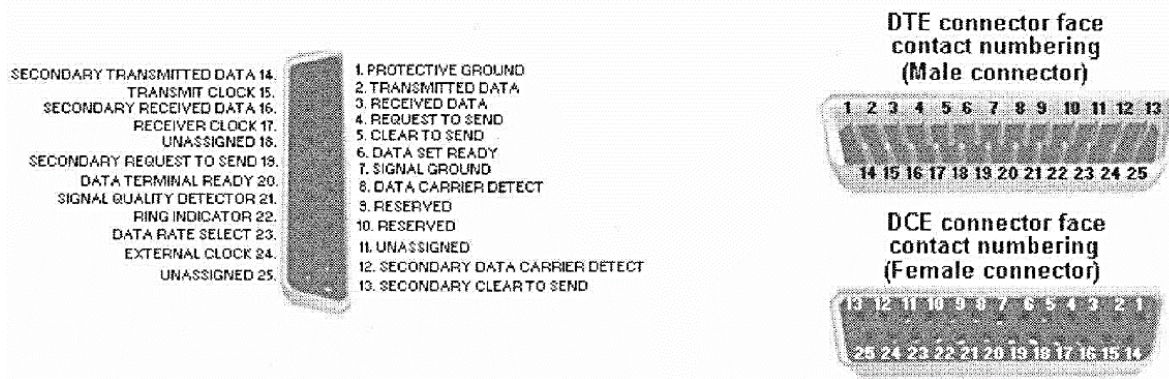 SECONDARY TRANSMITTED DATA 14.
TRANSMIT CLOCK 15.
SECONDARY RECEIVED DATA 16.
RECEIVER CLOCK 17.
UNASSIGNED 18.
SECONDARY REQUEST TO SEND 19.
DATA TERMINAL READY 20.
SIGNAL QUALITY DETECTOR 21.
RING INDICATOR 22.
DATA RATE SELECT 23.
EXTERNAL CLOCK 24.
UNASSIGNED 25.
1. PROTECTIVE GROUND
2. TRANSMITTED DATA
3. RECEIVED DATA
4. REQUEST TO SEND
5. CLEAR TO SEND
6. DATA SET READY
7. SIGNAL GROUND
8. DATA CARRIER DETECT
9. RESERVED
10. RESERVED
11. UNASSIGNED
12. SECONDARY DATA CARRIER DETECT
13. SECONDARY CLEAR TO SEND
DTE connector face
contact numbering
(Male connector)
1 2 3 4 5 6 7 8 9 10 11 12 13
14 15 16 17 18 19 20 21 22 23 24 25
DCE connector face
contact numbering
(Female connector)
13 12 11 10 9 8 7 6 5 4 3 2 1
25 24 23 22 21 20 19 18 17 16 15 14